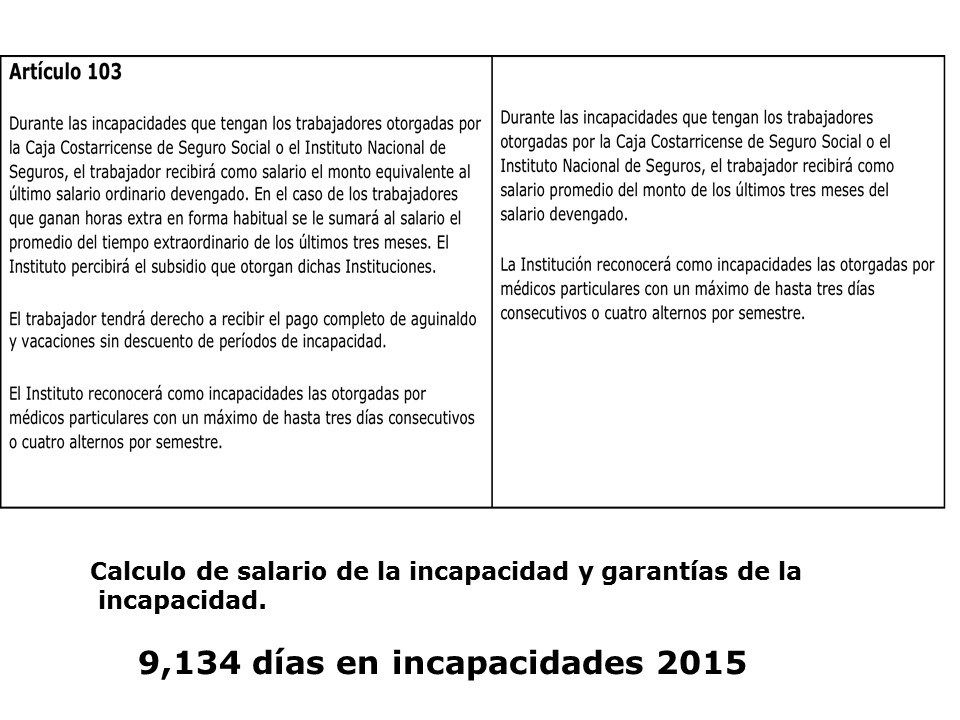 Artículo 103
Durante las incapacidades que tengan los trabajadores otorgadas por
la Caja Costarricense de Seguro Social o el Instituto Nacional de
Seguros, el trabajador recibirá como salario el monto equivalente al
último salario ordinario devengado. En el caso de los trabajadores
que ganan horas extra en forma habitual se le sumará al salario el
promedio del tiempo extraordinario de los últimos tres meses. El
Instituto percibirá el subsidio que otorgan dichas Instituciones.
El trabajador tendrá derecho a recibir el pago completo de aguinaldo
y vacaciones sin descuento de períodos de incapacidad.
El Instituto reconocerá como incapacidades las otorgadas por
médicos particulares con un máximo de hasta tres días consecutivos
o cuatro alternos por semestre.
Durante las incapacidades que tengan los trabajadores
otorgadas por la Caja Costarricense de Seguro Social o el
Instituto Nacional de Seguros, el trabajador recibirá como
salario promedio del monto de los últimos tres meses del
salario devengado.
La Institución reconocerá como incapacidades las otorgadas por
médicos particulares con un máximo de hasta tres días
consecutivos o cuatro alternos por semestre.
Calculo de salario de la incapacidad y garantías de la
incapacidad.
9,134 días en incapacidades 2015